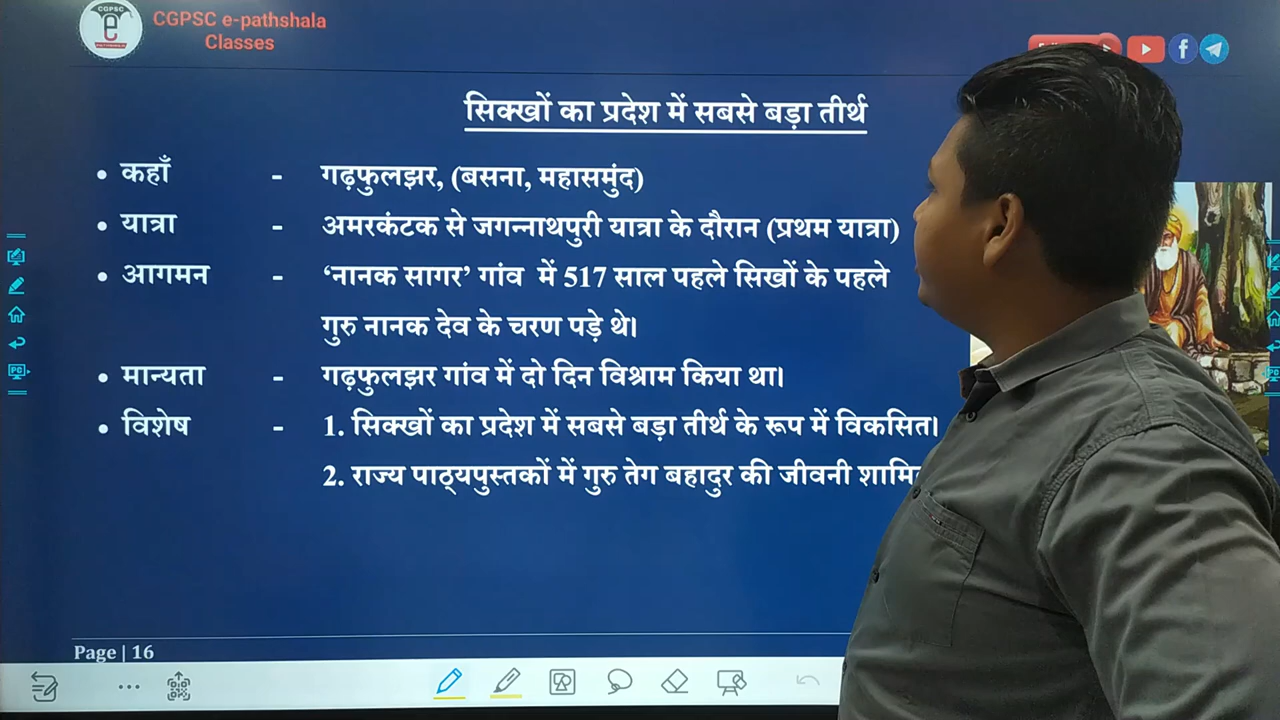 CGPSC
e
CGPSC e-pathshala
Classes
सिक्खों का प्रदेश में सबसे बड़ा तीर्थ
• कहाँ - गढ़फुलझर, (बसना, महासमुंद)
• यात्रा - अमरकंटक से जगन्नाथपुरी यात्रा के दौरान (प्रथम यात्रा)
• आगमन - ‘नानक सागर’ गांव में 517 साल पहले सिखों के पहले
गुरु नानक देव के चरण पड़े थे।
• मान्यता - गढ़फुलझर गांव में दो दिन विश्राम किया था।
• विशेष - 1. सिक्खों का प्रदेश में सबसे बड़ा तीर्थ के रूप में विकसित।
2. राज्य पाठ्यपुस्तकों में गुरु तेग बहादुर की जीवनी
Page | 16